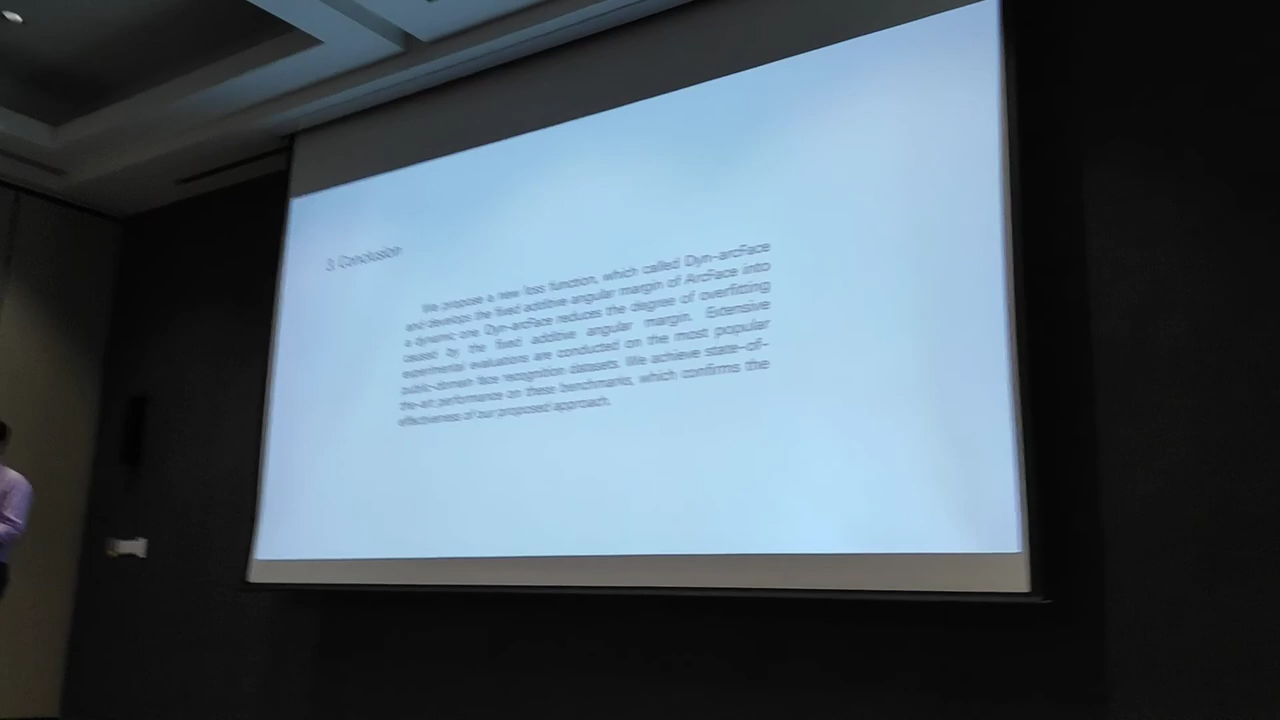 3. Conclusion
We propose a new loss function, which called Dyn-arcFace
and develops the fixed additive angular margin of ArcFace into
a dynamic one. Dyn-arcFace reduces the degree of overfitting
caused by the fixed additive angular margin. Extensive
experimental evaluations are conducted on the most popular
public-domain face recognition datasets. We achieve state-of-
the-art performance on these benchmarks, which confirms the
effectiveness of our proposed approach.